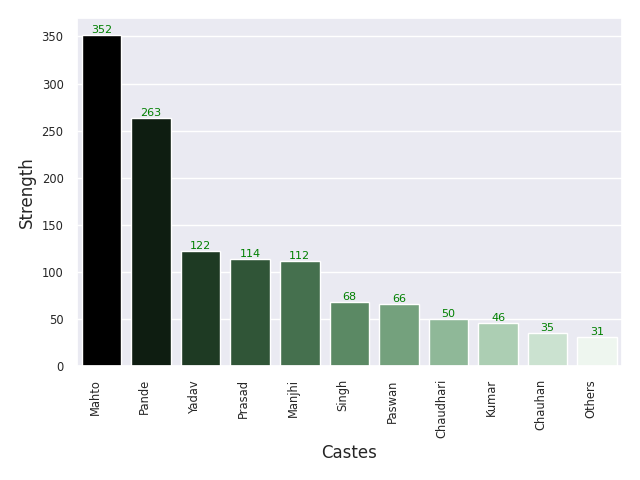 352
263
122
114
112
68
66
50
46
35
31
350
300
250
200
150
100
50
0
Strength
Mahto
Pande
Yadav
Prasad
Manjhi
Singh
Paswan
Chaudhari
Kumar
Chauhan
Others
Castes